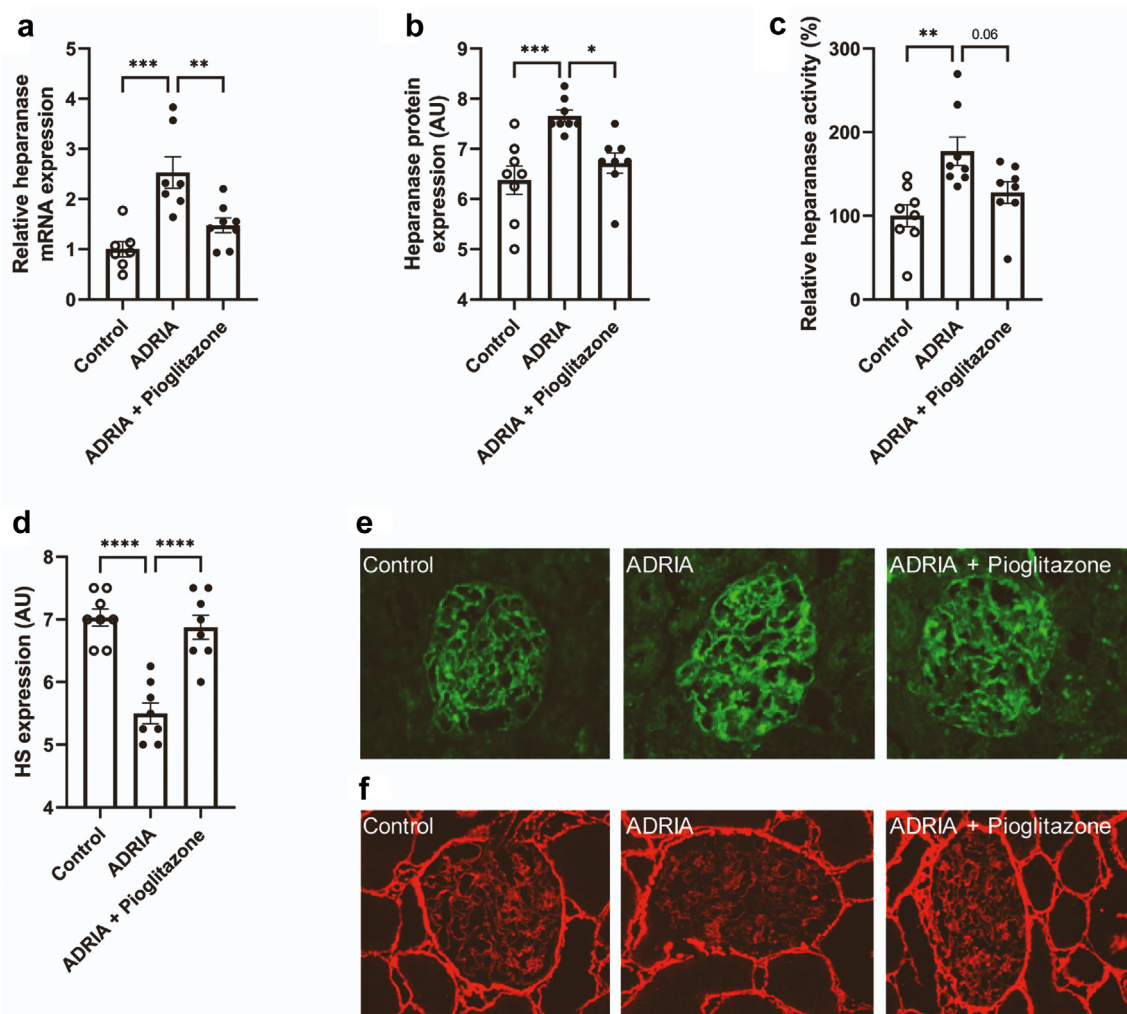 a
Relative heparanase
mRNA expression
5
4
3
2
1
0
***
**
Control
ADRIA
ADRIA + Pioglitazone
b
Heparanase protein
expression (AU)
9
8
7
6
5
4
***
*
Control
ADRIA
ADRIA + Pioglitazone
c
Relative heparanase activity (%)
300
200
100
0
**
0.06
Control
ADRIA
ADRIA + Pioglitazone
d
HS expression (AU)
8
7
6
5
4
****
****
Control
ADRIA
ADRIA + Pioglitazone
e
Control
ADRIA
ADRIA + Pioglitazone
f
Control
ADRIA
ADRIA + Pioglitazone